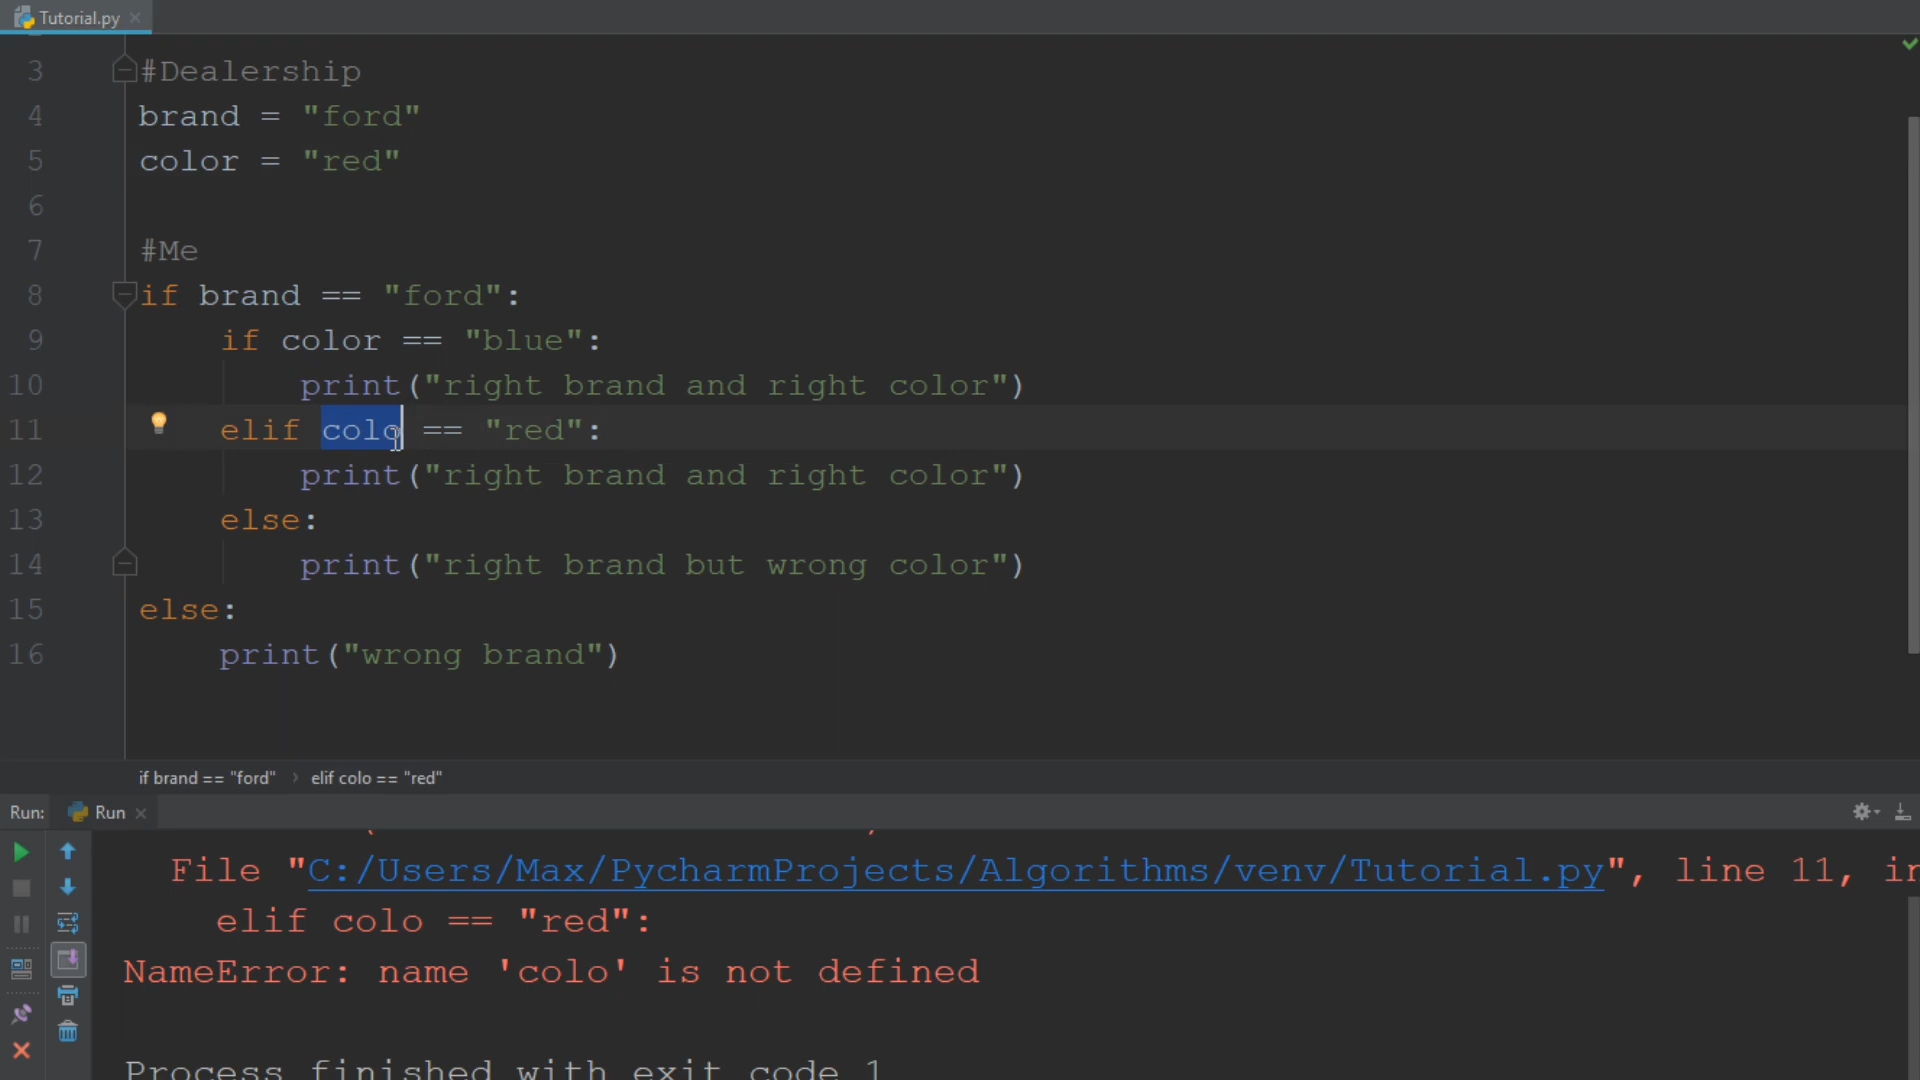 Tutorial.py
3 #Dealership
4 brand = "ford"
5 color = "red"
6
7 #Me
8 if brand == "ford":
9 if color == "blue":
10 print("right brand and right color")
11 elif colo == "red":
12 print("right brand and right color")
13 else:
14 print("right brand but wrong color")
15 else:
16 print("wrong brand")
if brand == "ford" › elif colo == "red"
Run: Run
File "C:/Users/Max/PycharmProjects/Algorithms/venv/Tutorial.py", line 11, in
elif colo == "red":
NameError: name 'colo' is not defined
Process finished with exit code 1